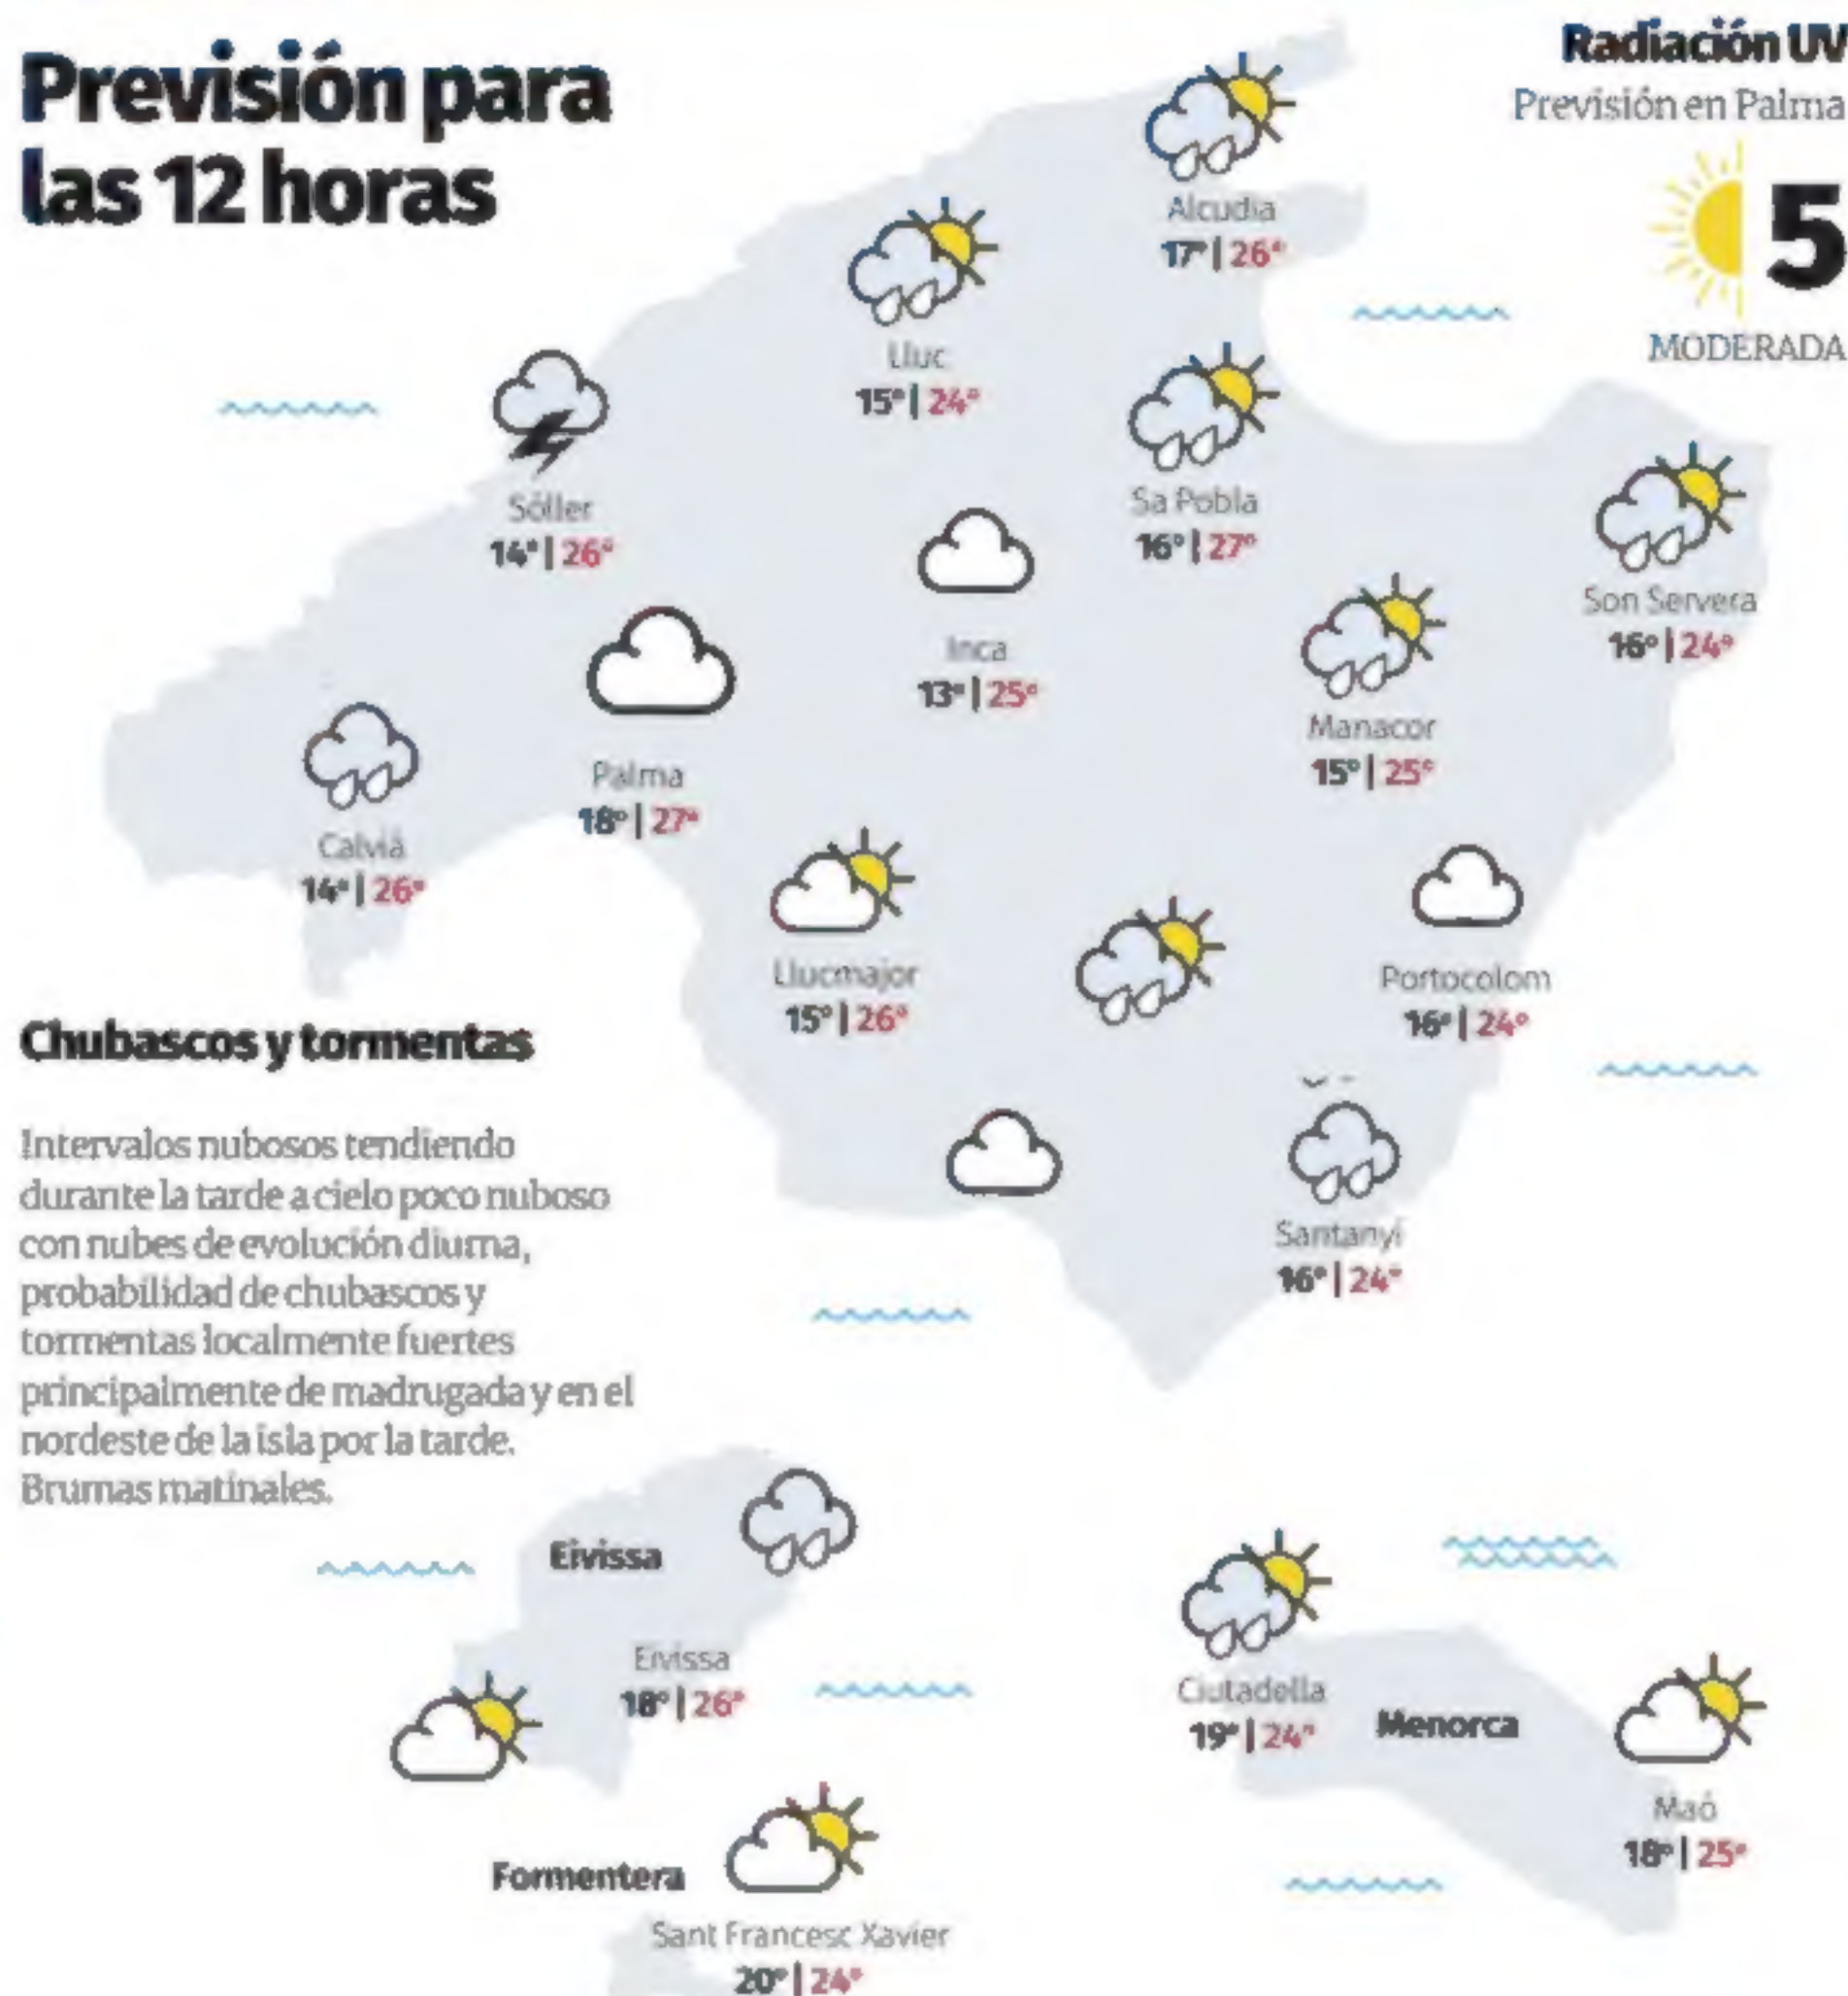 Previsión para
las 12 horas
Radiación UV
Previsión en Palma
5
MODERADA
Alcudia
17°|26°
Lluc
15°|24°
Sóller
14°|26°
Sa Pobla
16°|27°
Son Servera
16°|24°
Inca
13°|25°
Manacor
15°|25°
Palma
18°|27°
Calvià
14°|26°
Llucmajor
15°|26°
Portocolom
16°|24°
Santanyí
16°|24°
Chubascos y tormentas
Intervalos nubosos tendiendo
durante la tarde a cielo poco nuboso
con nubes de evolución diurna,
probabilidad de chubascos y
tormentas localmente fuertes
principalmente de madrugada y en el
nordeste de la isla por la tarde.
Brumas matinales.
Eivissa
Eivissa
18°|26°
Ciutadella
19°|24°
Menorca
Maó
18°|25°
Formentera
Sant Francesc Xavier
20°|24°